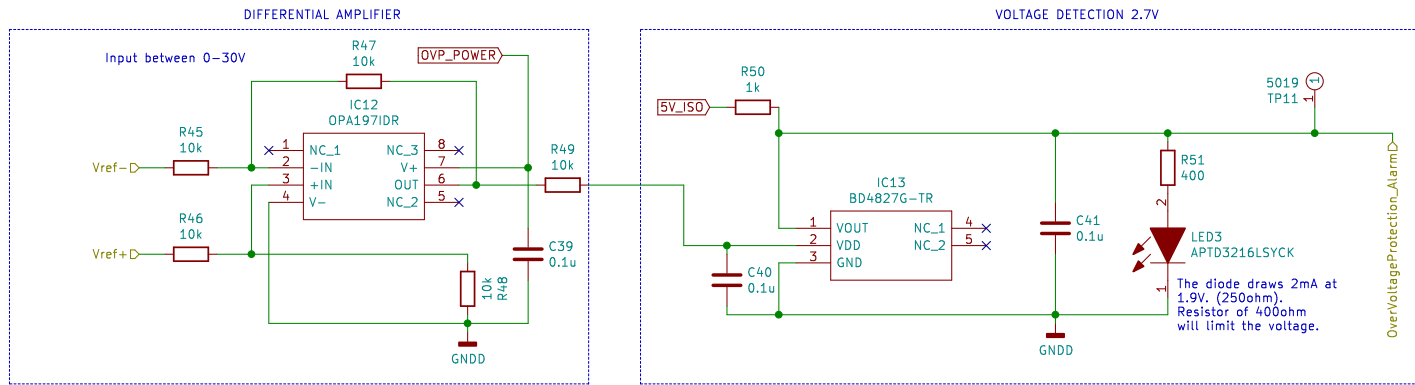 DIFFERENTIAL AMPLIFIER
Input between 0-30V
R47
10k
OVP_POWER
IC12
OPA197IDR
R45
10k
Vref-
1
2
3
4
NC_1
-IN
+IN
V-
NC_3
V+
OUT
NC_2
8
7
6
5
R49
10k
R46
10k
Vref+
10k
R48
C39
0.1u
GNDD
VOLTAGE DETECTION 2.7V
R50
1k
5V_ISO
5019
TP11
1
1
IC13
BD4827G-TR
1
2
3
VOUT
VDD
GND
NC_1
NC_2
4
5
C40
0.1u
C41
0.1u
GNDD
R51
400
2
LED3
APTD3216LSYCK
1
The diode draws 2mA at
1.9V. (250ohm).
Resistor of 400ohm
will limit the voltage.
OverVoltageProtection_Alarm